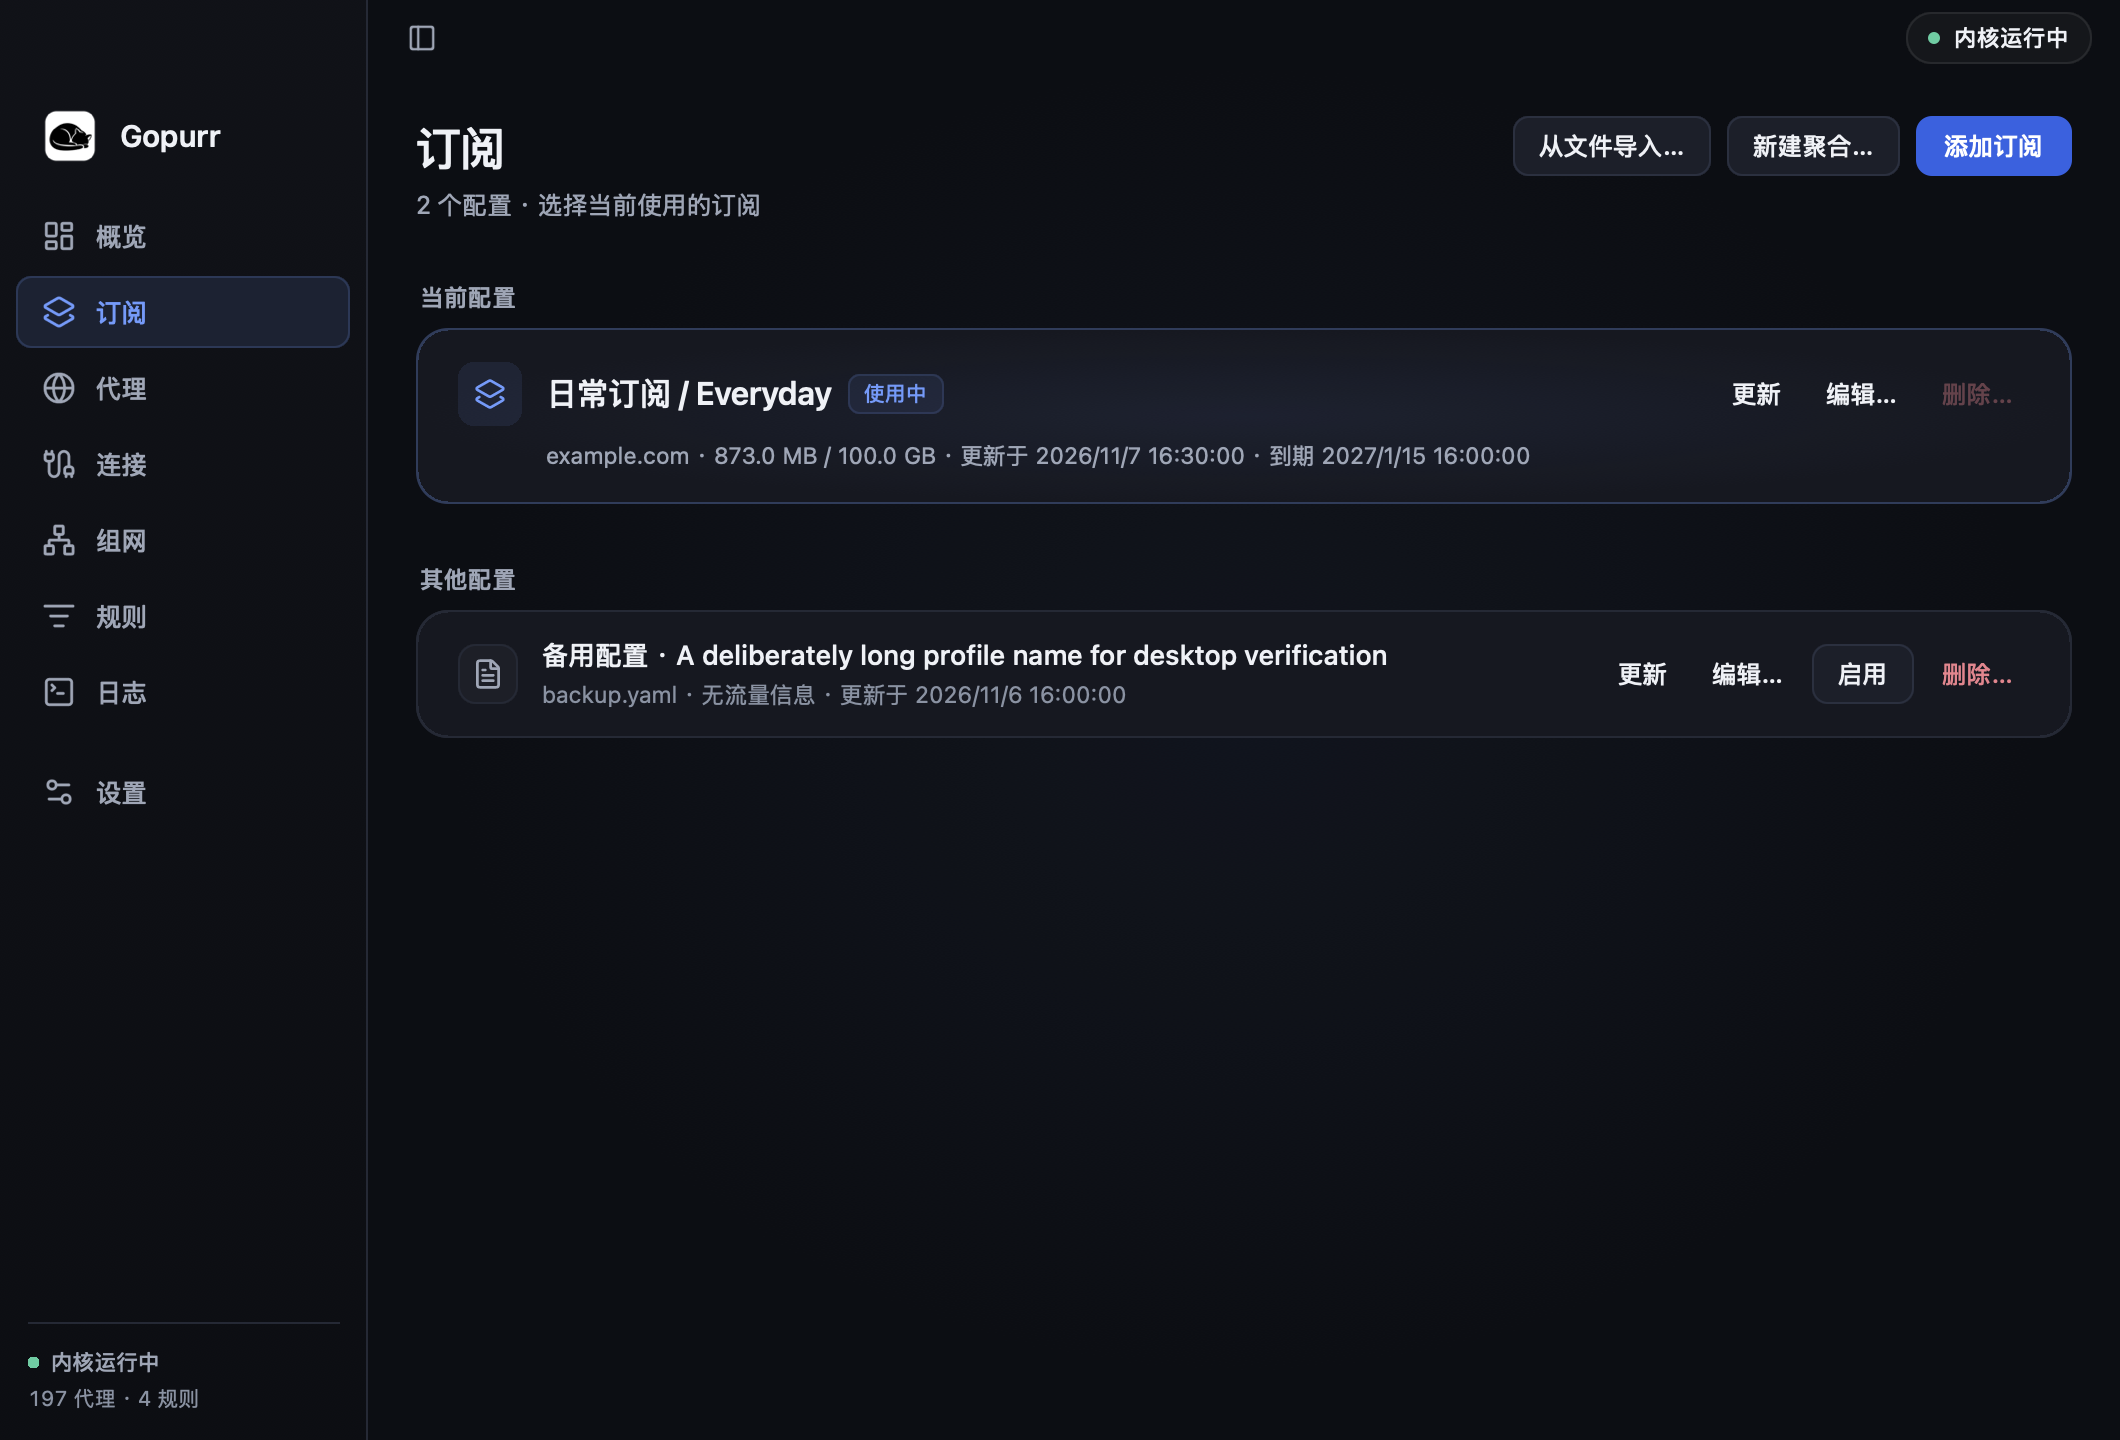 内核运行中
Gopurr
概览
订阅
代理
连接
组网
规则
日志
设置
内核运行中
197 代理 · 4 规则
订阅
2 个配置 · 选择当前使用的订阅
从文件导入...
新建聚合...
添加订阅
当前配置
日常订阅 / Everyday 使用中
更新 编辑... 删除...
example.com · 873.0 MB / 100.0 GB · 更新于 2026/11/7 16:30:00 · 到期 2027/1/15 16:00:00
其他配置
备用配置 · A deliberately long profile name for desktop verification
backup.yaml · 无流量信息 · 更新于 2026/11/6 16:00:00
更新 编辑... 启用 删除...